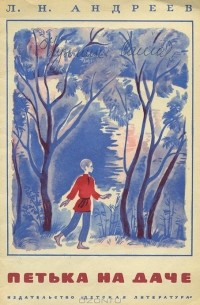 Л. Н. АНДРЕЕВ
ПЕТЬКА НА ДАЧЕ
ИЗДАТЕЛЬСТВО "ДЕТСКАЯ ЛИТЕРАТУРА"